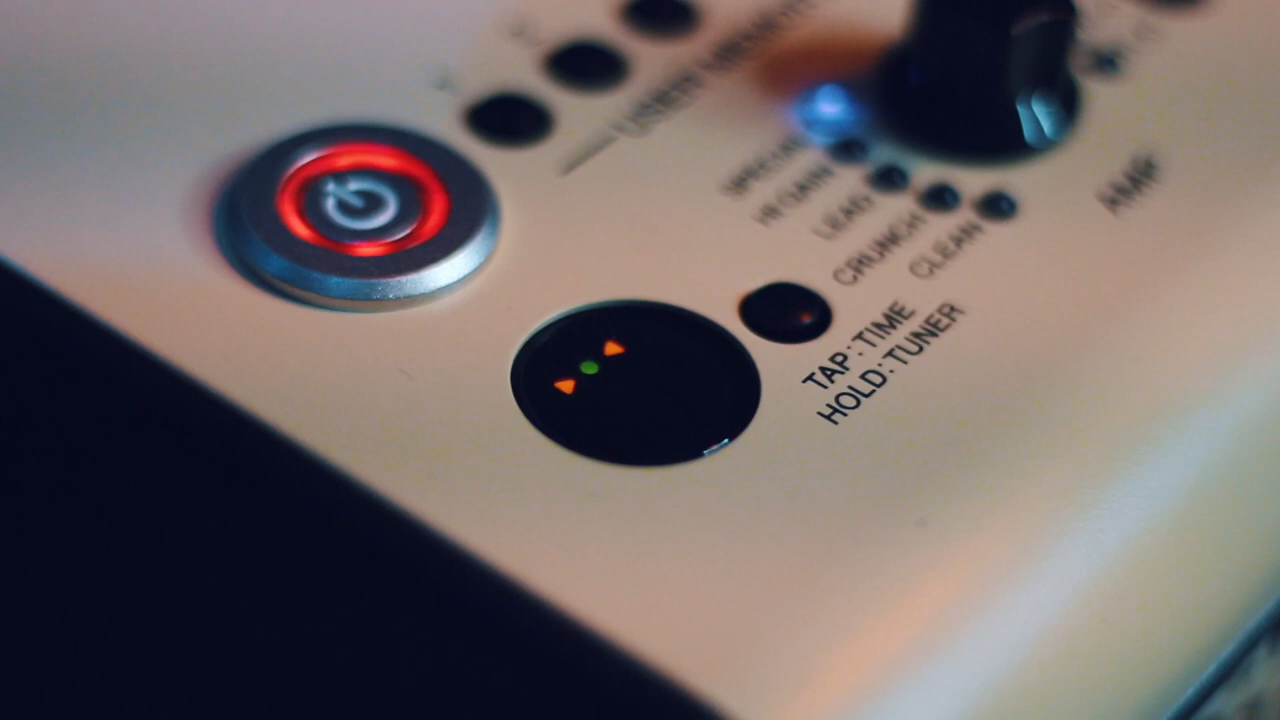 USER MEMORY
SPECIAL
HI GAIN
LEAD
CRUNCH
CLEAN
AMP
TAP:TIME
HOLD:TUNER